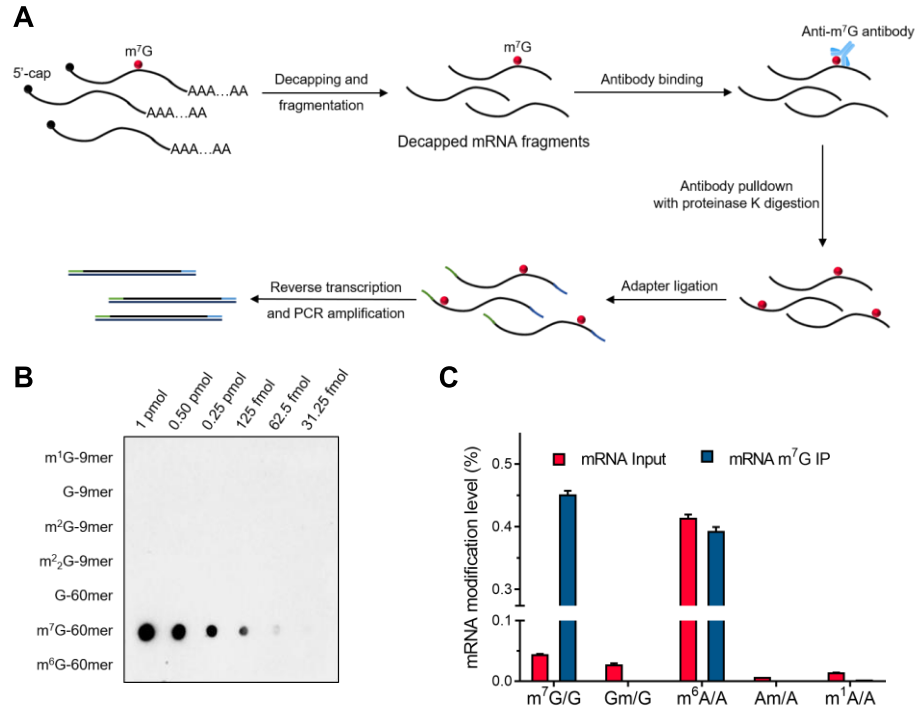 A
m⁷G
5'-cap
AAA...AA
AAA...AA
AAA...AA
Decapping and
fragmentation
m⁷G
Decapped mRNA fragments
Antibody binding
Anti-m⁷G antibody
Antibody pulldown
with proteinase K digestion
Adapter ligation
Reverse transcription
and PCR amplification
B
1 pmol
0.50 pmol
0.25 pmol
125 fmol
62.5 fmol
31.25 fmol
m¹G-9mer
G-9mer
m²G-9mer
m²₂G-9mer
G-60mer
m⁷G-60mer
m⁶G-60mer
C
mRNA modification level (%)
mRNA Input
mRNA m⁷G IP
0.5
0.4
0.3
0.1
0.0
m⁷G/G
Gm/G
m⁶A/A
Am/A
m¹A/A